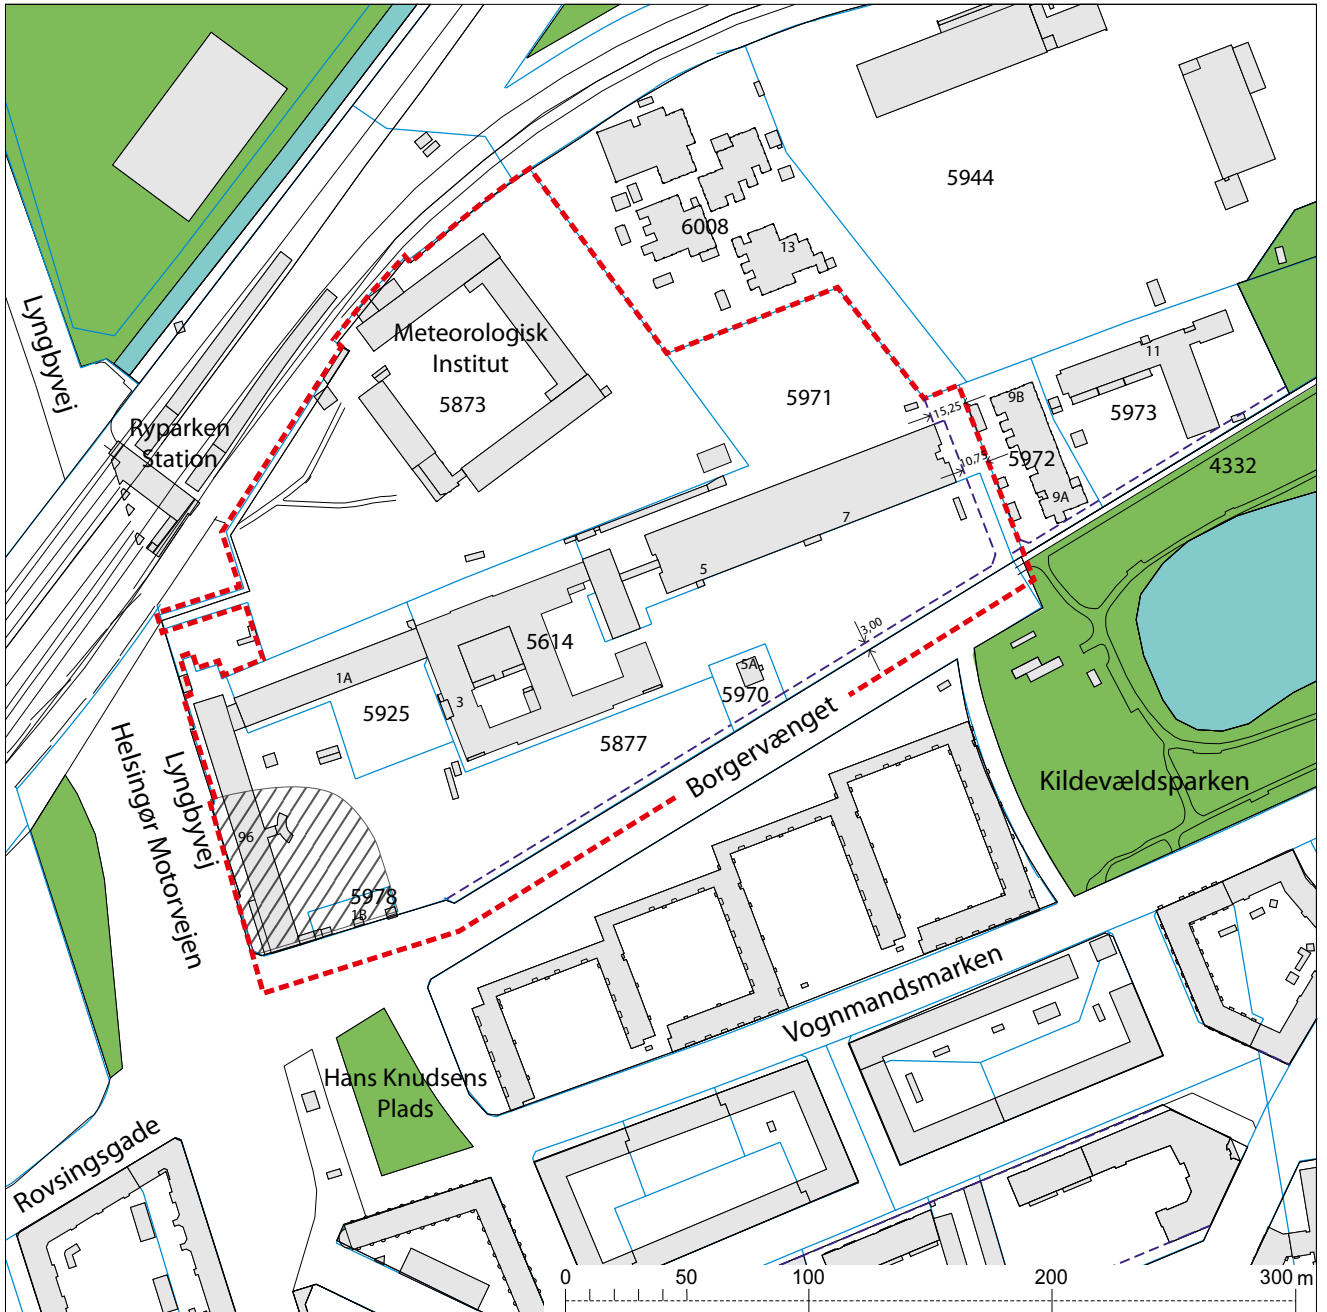 5944
6008
13
Lyngbyvej
Meteorologisk
Institut
5873
11
5971
9B
5973
15,25
Ryparken
Station
10,75
5972
4332
9A
7
5
3,00
5614
5A
1A
5970
3
5925
5877
Borgervænget
Lyngbyvej
Helsingør Motorvejen
Kildevældsparken
96
5978
1B
Vognmandsmarken
Hans Knudsens
Plads
Rovsingsgade
0 50 100 200 300 m